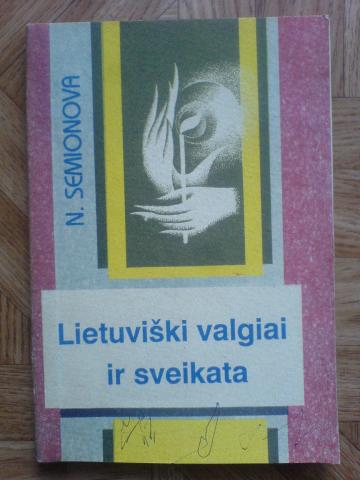 N. SEMIONOVA
Lietuviški valgiai
ir sveikata